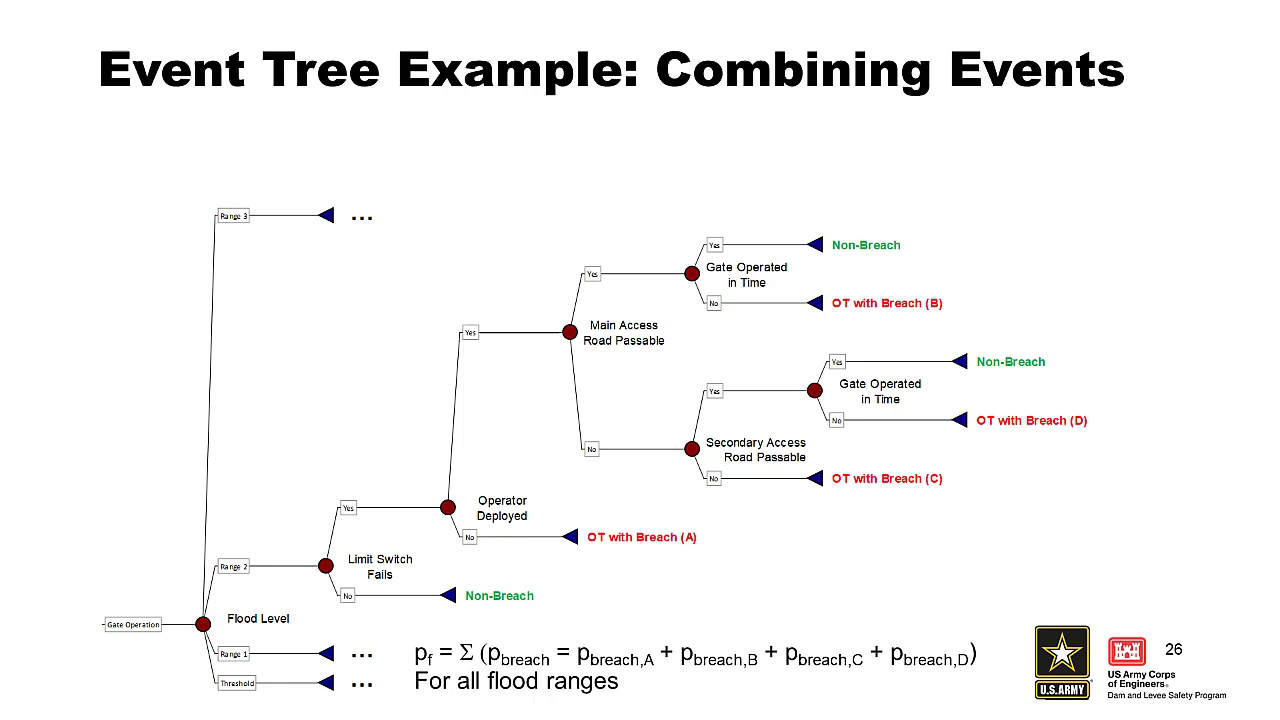 Event Tree Example: Combining Events
Range 3
...
Yes
Non-Breach
Yes
Gate Operated
in Time
No
OT with Breach (B)
Yes
Main Access
Road Passable
Yes
Non-Breach
Yes
Gate Operated
in Time
No
OT with Breach (D)
No
Secondary Access
Road Passable
No
OT with Breach (C)
Yes
Operator
Deployed
No
OT with Breach (A)
Range 2
Limit Switch
Fails
No
Non-Breach
Gate Operation
Flood Level
Range 1
...
Threshold
...
pf = Σ (pbreach = pbreach,A + pbreach,B + pbreach,C + pbreach,D)
For all flood ranges
U.S.ARMY
US Army Corps
of Engineers®
Dam and Levee Safety Program
26